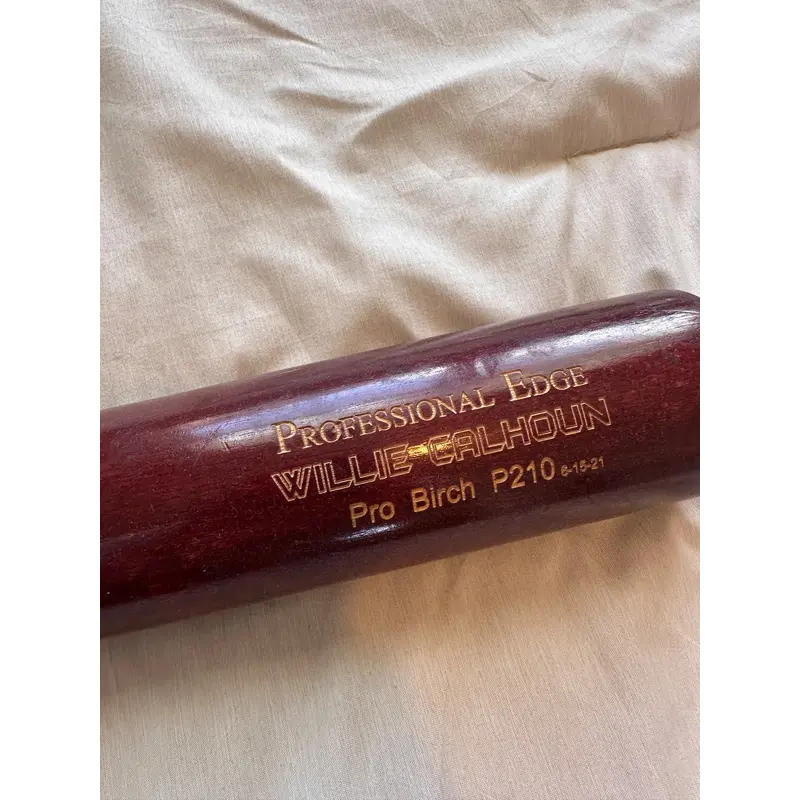 PROFESSIONAL EDGE
WILLIE CALHOUN
Pro Birch P210 6-15-21